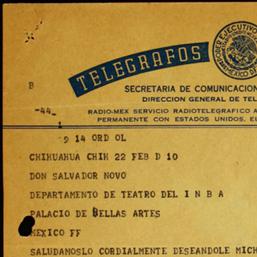 TELEGRAFOS
SECRETARIA DE COMUNICACION
DIRECCION GENERAL DE TEL
RADIO-MEX SERVICIO RADIOTELEGRAFICO
PERMANENTE CON ESTADOS UNIDOS, E
B
-44-
9 14 ORD OL
CHIHUAHUA CHIH 22 FEB D 10
DON SALVADOR NOVO
DEPARTAMENTO DE TEATRO DEL I N B A
PALACIO DE BELLAS ARTES
MEXICO FF
SALUDAMOSLO CORDIALMENTE DESEANDOLE MICH